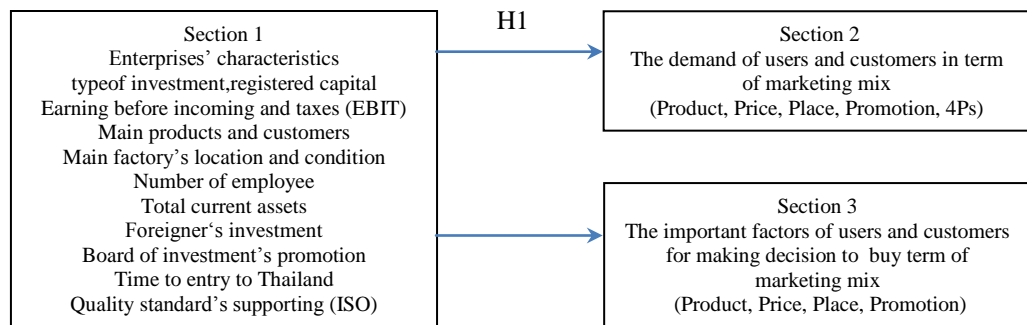 Section 1
Enterprises' characteristics
typeof investment,registered capital
Earning before incoming and taxes (EBIT)
Main products and customers
Main factory's location and condition
Number of employee
Total current assets
Foreigner‘s investment
Board of investment's promotion
Time to entry to Thailand
Quality standard's supporting (ISO)
H1
Section 2
The demand of users and customers in term
of marketing mix
(Product, Price, Place, Promotion, 4Ps)
Section 3
The important factors of users and customers
for making decision to buy term of
marketing mix
(Product, Price, Place, Promotion)